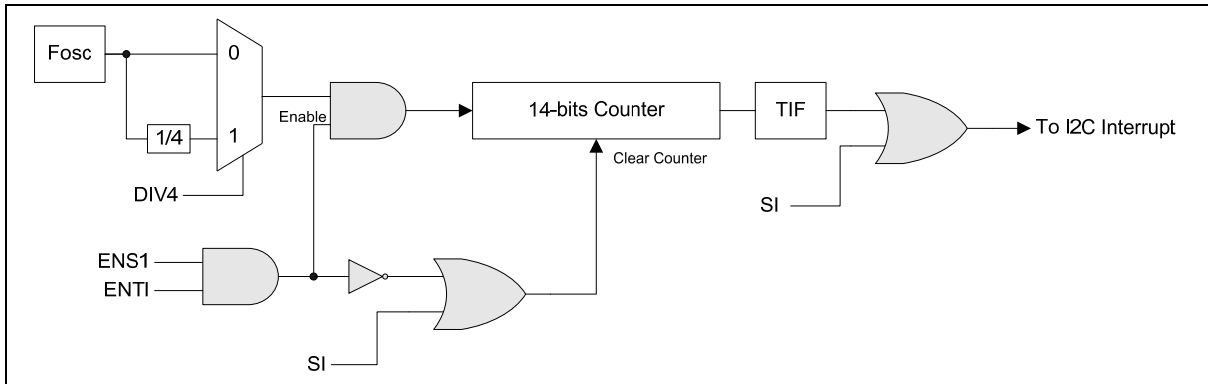 Fosc
0
1/4
1
DIV4
Enable
14-bits Counter
TIF
To I2C Interrupt
Clear Counter
SI
ENS1
ENTI
SI